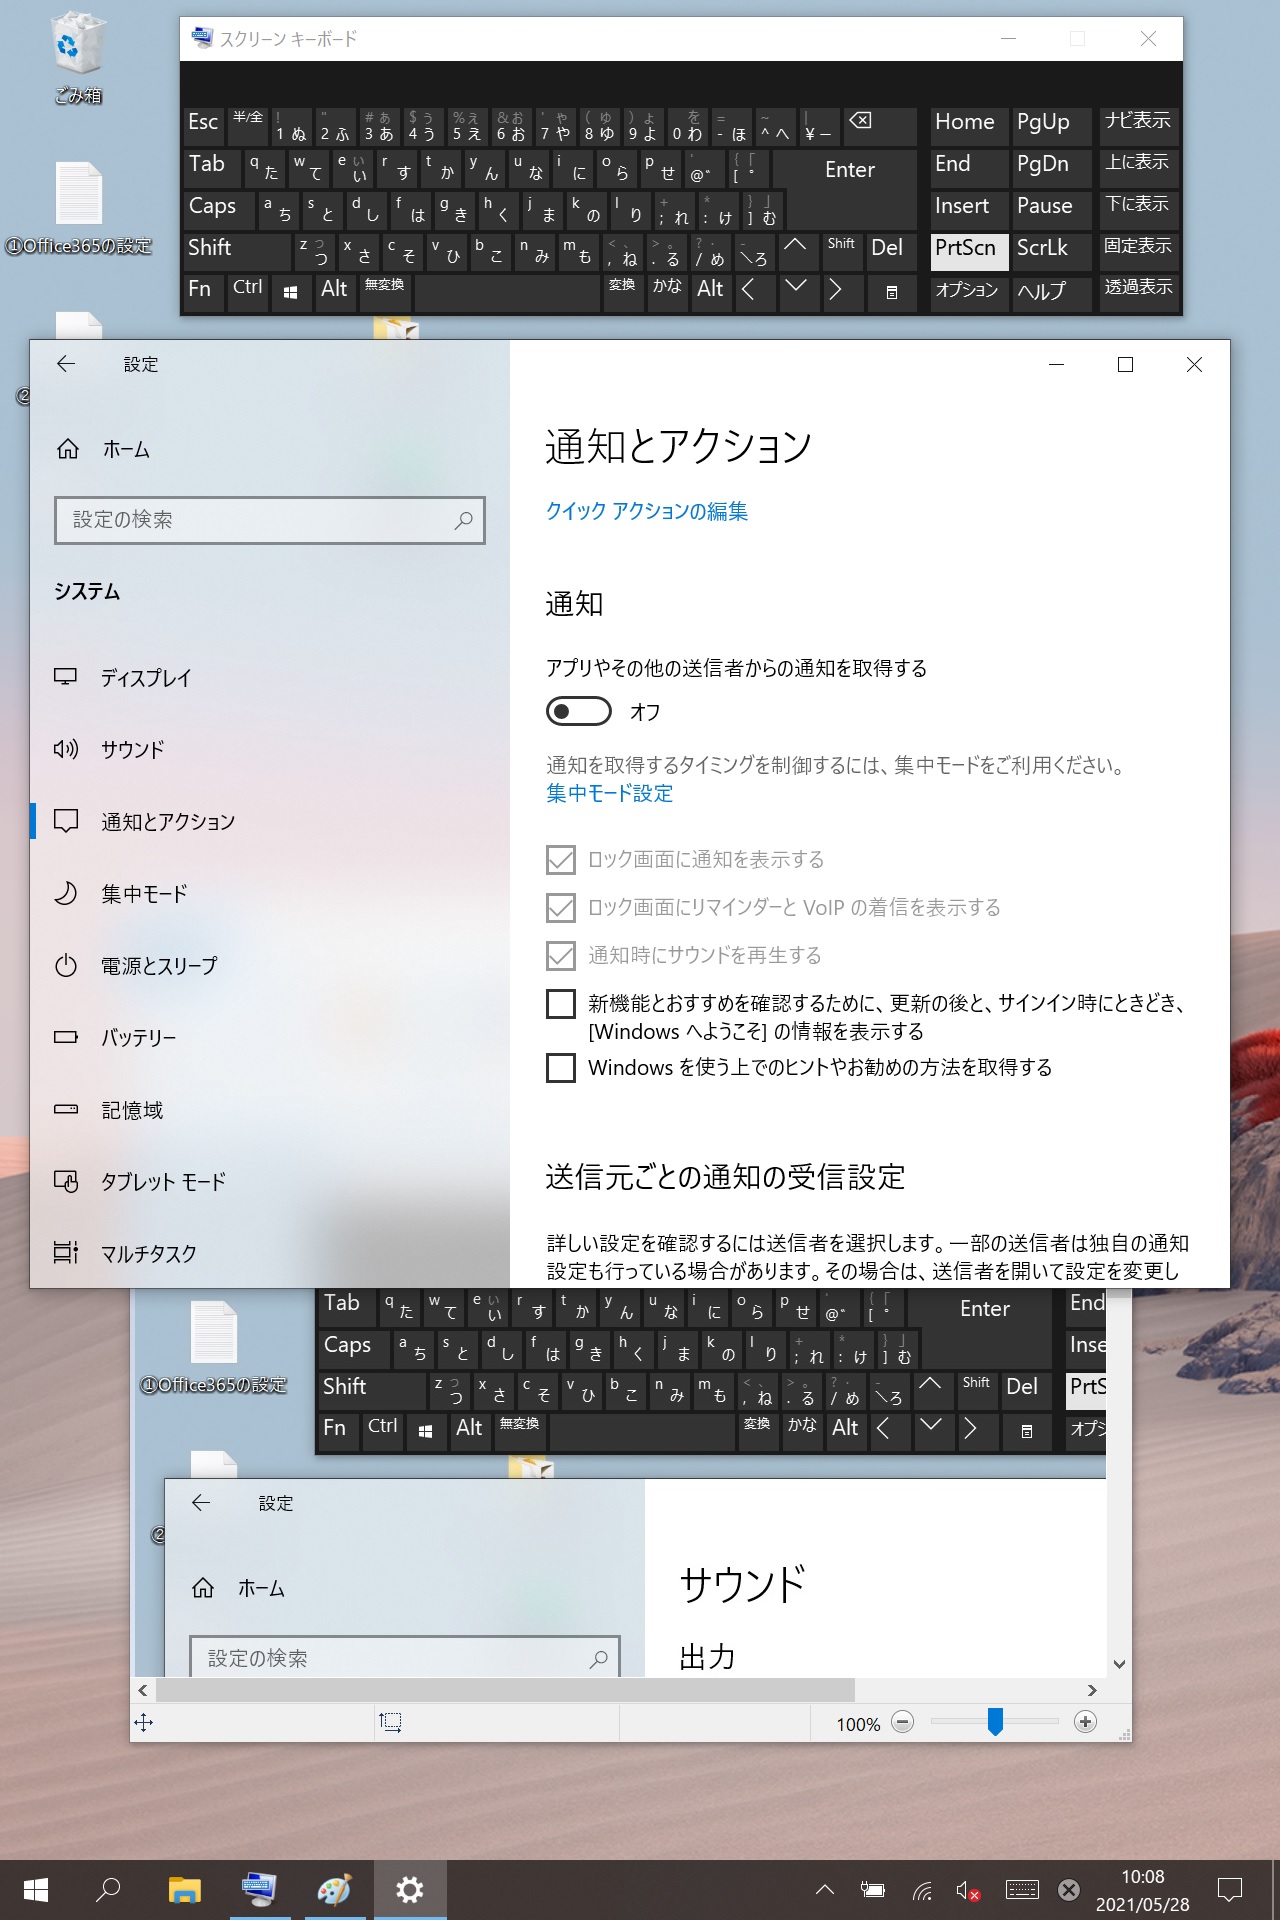 ごみ箱
①Office365の設定
②
スクリーン キーボード
Esc 半/全 ! 1 ぬ " 2 ふ # ぁ 3 あ $ ぅ 4 う % ぇ 5 え & ぉ 6 お ' ゃ 7 や ( ゅ 8 ゆ ) ょ 9 よ を 0 わ = - ほ ~ ^ へ | ¥ ー Home PgUp ナビ表示
Tab q た w て e ぃ い r す t か y ん u な i に o ら p せ ` @ ゛ { 「 [ ゜ Enter End PgDn 上に表示
Caps a ち s と d し f は g き h く j ま k の l り + ; れ * : け } 」 ] む Insert Pause 下に表示
Shift z っ つ x さ c そ v ひ b こ n み m も < 、 , ね > 。 . る ? ・ / め _ \ ろ Shift Del PrtScn ScrLk 固定表示
Fn Ctrl Alt 無変換 変換 かな Alt オプション ヘルプ 透過表示
設定
ホーム
設定の検索
システム
ディスプレイ
サウンド
通知とアクション
集中モード
電源とスリープ
バッテリー
記憶域
タブレット モード
マルチタスク
通知とアクション
クイック アクションの編集
通知
アプリやその他の送信者からの通知を取得する
オフ
通知を取得するタイミングを制御するには、集中モードをご利用ください。
集中モード設定
ロック画面に通知を表示する
ロック画面にリマインダーと VoIP の着信を表示する
通知時にサウンドを再生する
新機能とおすすめを確認するために、更新の後と、サインイン時にときどき、
[Windows へようこそ] の情報を表示する
Windows を使う上でのヒントやお勧めの方法を取得する
送信元ごとの通知の受信設定
詳しい設定を確認するには送信者を選択します。一部の送信者は独自の通知
設定も行っている場合があります。その場合は、送信者を開いて設定を変更し
Tab q た w て e ぃ い r す t か y ん u な i に o ら p せ ` @ ゛ { 「 [ ゜ Enter End
Caps a ち s と d し f は g き h く j ま k の l り + ; れ * : け } 」 ] む Inse
Shift z っ つ x さ c そ v ひ b こ n み m も < 、 , ね > 。 . る ? ・ / め _ \ ろ Shift Del PrtS
Fn Ctrl Alt 無変換 変換 かな Alt オプシ
①Office365の設定
②
設定
ホーム
設定の検索
サウンド
出力
100%
10:08
2021/05/28